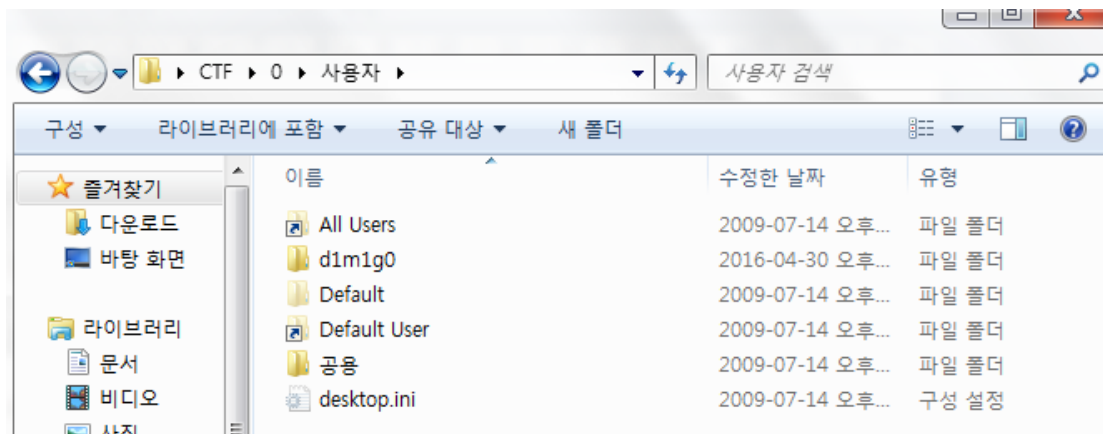 CTF 0 사용자
사용자 검색
구성 라이브러리에 포함 공유 대상 새 폴더
즐겨찾기
다운로드
바탕 화면
라이브러리
문서
비디오
이름 수정한 날짜 유형
All Users 2009-07-14 오후... 파일 폴더
d1m1g0 2016-04-30 오후... 파일 폴더
Default 2009-07-14 오후... 파일 폴더
Default User 2009-07-14 오후... 파일 폴더
공용 2009-07-14 오후... 파일 폴더
desktop.ini 2009-07-14 오후... 구성 설정